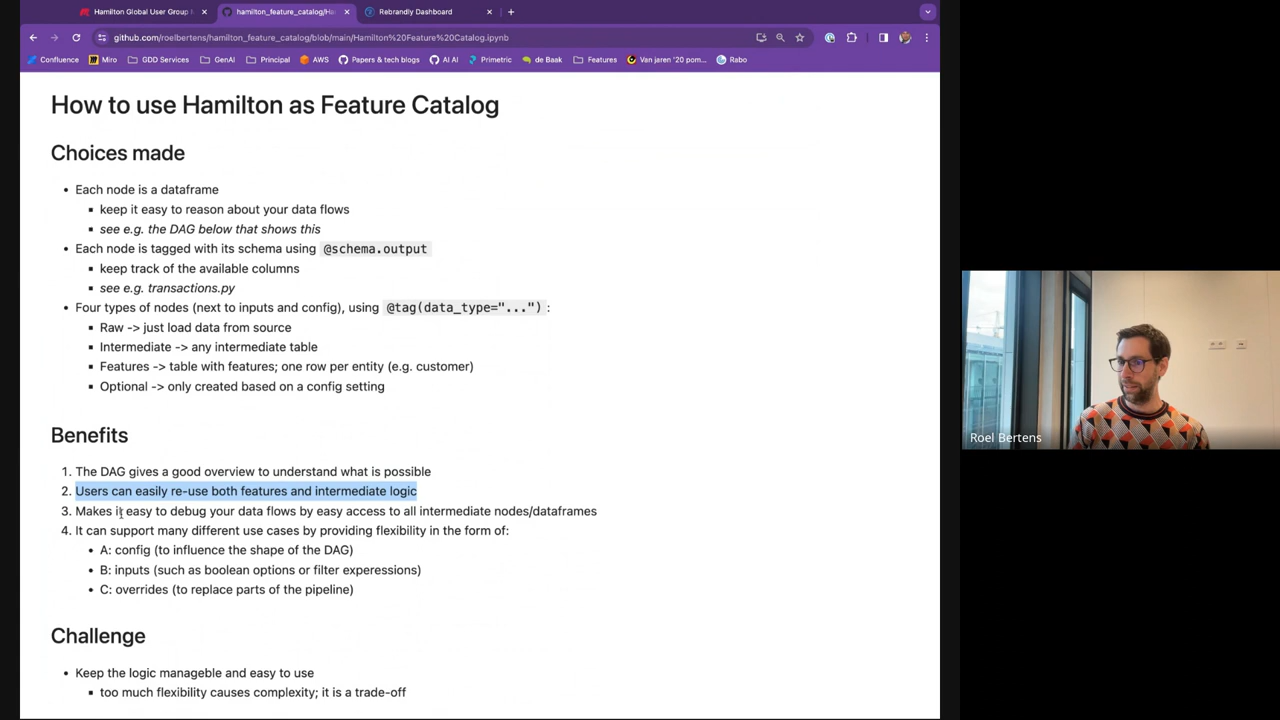 Hamilton Global User Group
hamilton_feature_catalog/Ha
Rebrandly Dashboard
github.com/roelbertens/hamilton_feature_catalog/blob/main/Hamilton%20Feature%20Catalog.ipynb
Confluence
Miro
GDD Services
GenAI
Principal
AWS
Papers & tech blogs
AI AI
Primetric
de Baak
Features
Van jaren '20 pom...
Rabo
How to use Hamilton as Feature Catalog
Choices made
Each node is a dataframe
keep it easy to reason about your data flows
see e.g. the DAG below that shows this
Each node is tagged with its schema using @schema.output
keep track of the available columns
see e.g. transactions.py
Four types of nodes (next to inputs and config), using @tag(data_type="...") :
Raw -> just load data from source
Intermediate -> any intermediate table
Features -> table with features; one row per entity (e.g. customer)
Optional -> only created based on a config setting
Benefits
1. The DAG gives a good overview to understand what is possible
2. Users can easily re-use both features and intermediate logic
3. Makes it easy to debug your data flows by easy access to all intermediate nodes/dataframes
4. It can support many different use cases by providing flexibility in the form of:
A: config (to influence the shape of the DAG)
B: inputs (such as boolean options or filter experessions)
C: overrides (to replace parts of the pipeline)
Challenge
Keep the logic manageble and easy to use
too much flexibility causes complexity; it is a trade-off
Roel Bertens